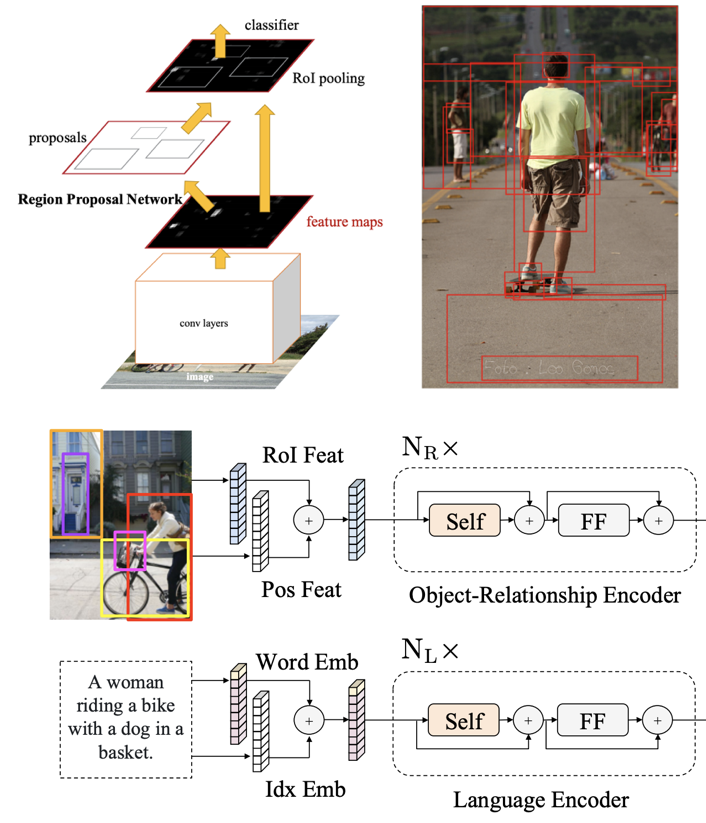 classifier
RoI pooling
proposals
Region Proposal Network
feature maps
conv layers
image
Foto : Leo Gomes
RoI Feat
Pos Feat
N_R ×
Self
+
FF
+
+
Object-Relationship Encoder
A woman
riding a bike
with a dog in a
basket.
Word Emb
Idx Emb
+
N_L ×
Self
+
FF
+
Language Encoder